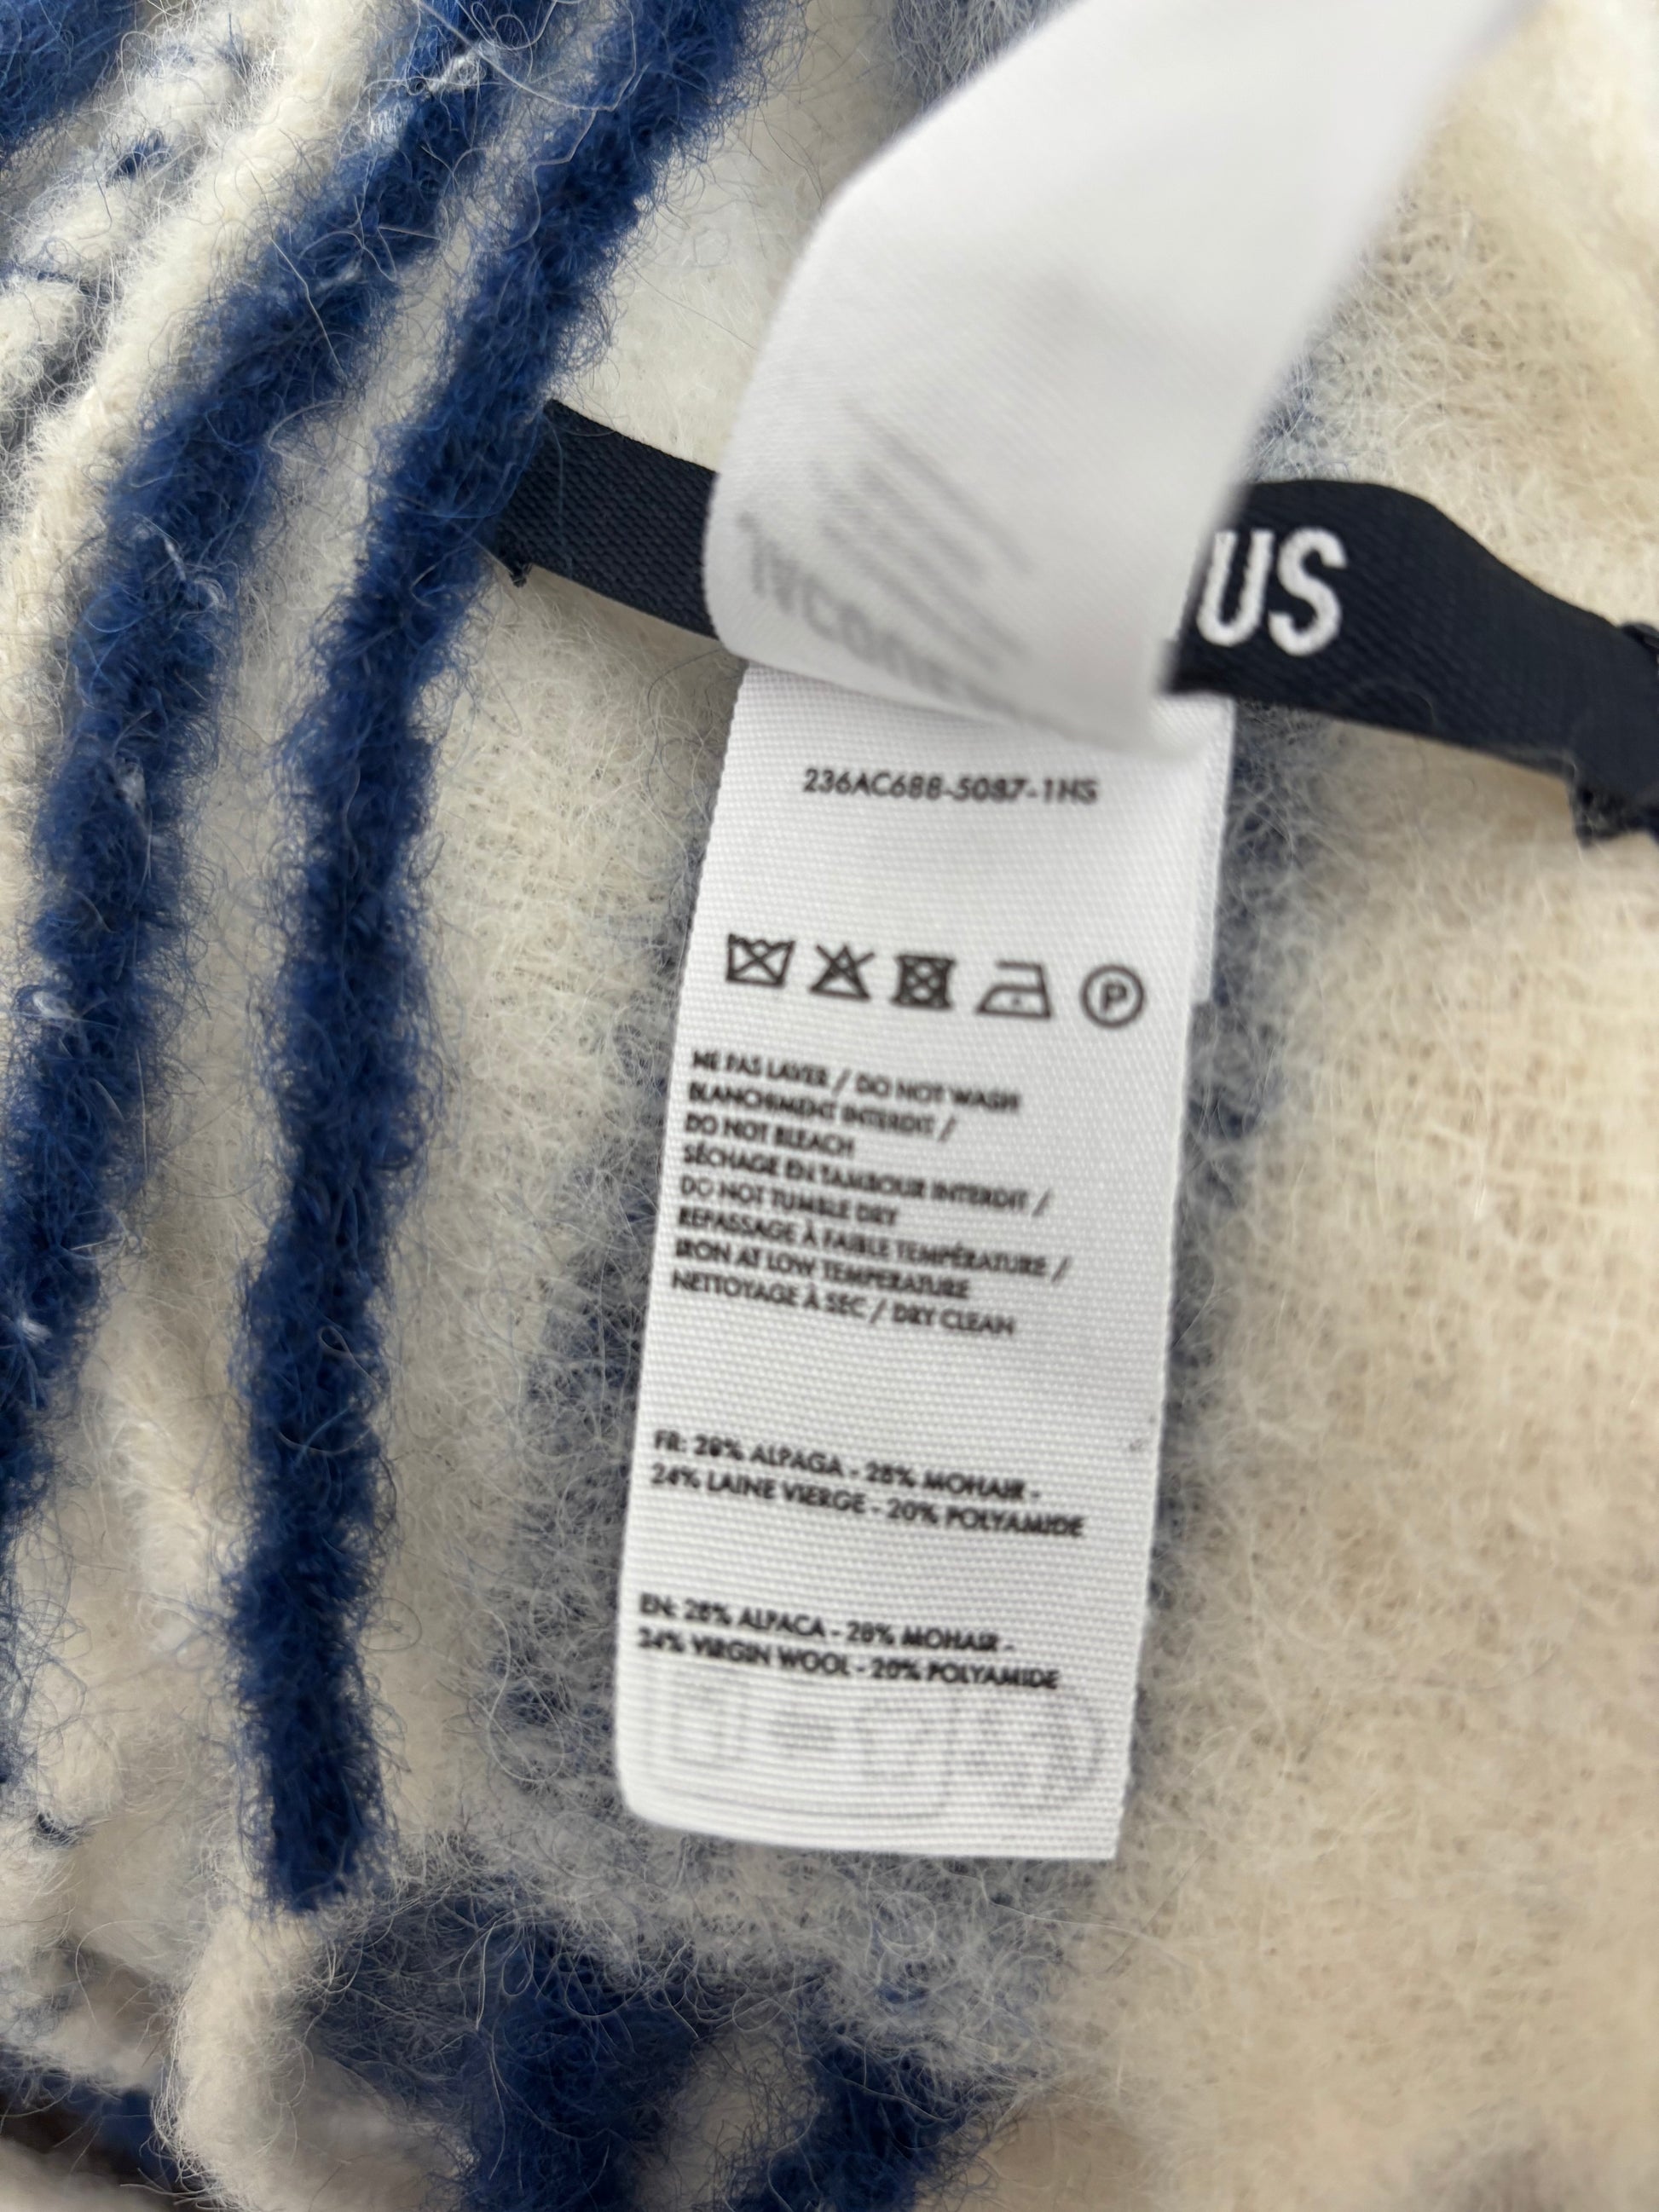 US
236AC688-5087-1HS
P
NE PAS LAVER / DO NOT WASH
BLANCHIMENT INTERDIT /
DO NOT BLEACH
SÉCHAGE EN TAMBOUR INTERDIT /
DO NOT TUMBLE DRY
REPASSAGE À FAIBLE TEMPÉRATURE /
IRON AT LOW TEMPERATURE
NETTOYAGE À SEC / DRY CLEAN
FR: 28% ALPAGA - 28% MOHAIR -
24% LAINE VIERGE - 20% POLYAMIDE
EN: 28% ALPACA - 28% MOHAIR -
24% VIRGIN WOOL - 20% POLYAMIDE